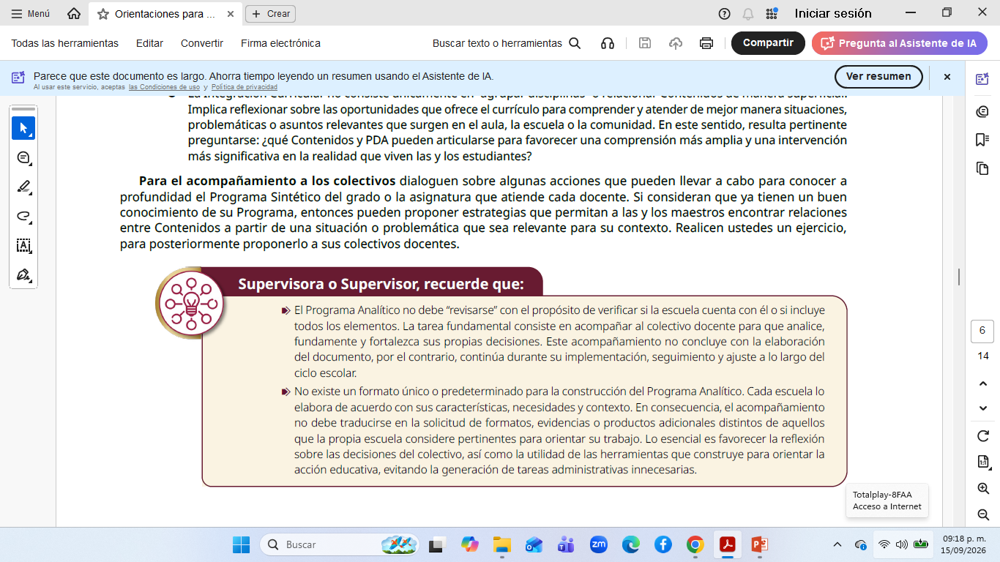 Menú
Orientaciones para ...
Crear
Iniciar sesión
Todas las herramientas
Editar
Convertir
Firma electrónica
Buscar texto o herramientas
Compartir
Pregunta al Asistente de IA
Parece que este documento es largo. Ahorra tiempo leyendo un resumen usando el Asistente de IA.
Al usar este servicio, aceptas las Condiciones de uso y Política de privacidad
Ver resumen
La Integración Curricular no consiste únicamente en "agrupar disciplinas" o relacionar Contenidos de manera superficial.
Implica reflexionar sobre las oportunidades que ofrece el currículo para comprender y atender de mejor manera situaciones,
problemáticas o asuntos relevantes que surgen en el aula, la escuela o la comunidad. En este sentido, resulta pertinente
preguntarse: ¿qué Contenidos y PDA pueden articularse para favorecer una comprensión más amplia y una intervención
más significativa en la realidad que viven las y los estudiantes?
Para el acompañamiento a los colectivos dialoguen sobre algunas acciones que pueden llevar a cabo para conocer a
profundidad el Programa Sintético del grado o la asignatura que atiende cada docente. Si consideran que ya tienen un buen
conocimiento de su Programa, entonces pueden proponer estrategias que permitan a las y los maestros encontrar relaciones
entre Contenidos a partir de una situación o problemática que sea relevante para su contexto. Realicen ustedes un ejercicio,
para posteriormente proponerlo a sus colectivos docentes.
Supervisora o Supervisor, recuerde que:
El Programa Analítico no debe “revisarse” con el propósito de verificar si la escuela cuenta con él o si incluye
todos los elementos. La tarea fundamental consiste en acompañar al colectivo docente para que analice,
fundamente y fortalezca sus propias decisiones. Este acompañamiento no concluye con la elaboración
del documento, por el contrario, continúa durante su implementación, seguimiento y ajuste a lo largo del
ciclo escolar.
No existe un formato único o predeterminado para la construcción del Programa Analítico. Cada escuela lo
elabora de acuerdo con sus características, necesidades y contexto. En consecuencia, el acompañamiento
no debe traducirse en la solicitud de formatos, evidencias o productos adicionales distintos de aquellos
que la propia escuela considere pertinentes para orientar su trabajo. Lo esencial es favorecer la reflexión
sobre las decisiones del colectivo, así como la utilidad de las herramientas que construye para orientar la
acción educativa, evitando la generación de tareas administrativas innecesarias.
6
14
1:1
Totalplay-8FAA
Acceso a Internet
Buscar
zm
09:18 p. m.
15/09/2026